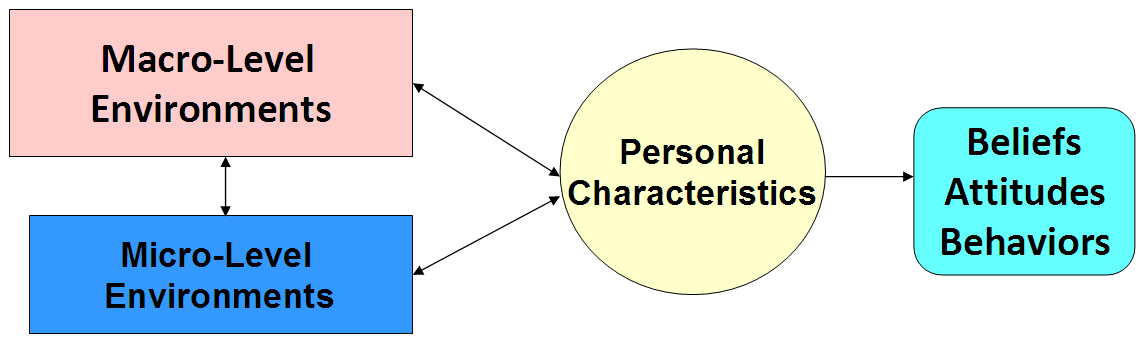 Macro-Level
Environments
Micro-Level
Environments
Personal
Characteristics
Beliefs
Attitudes
Behaviors